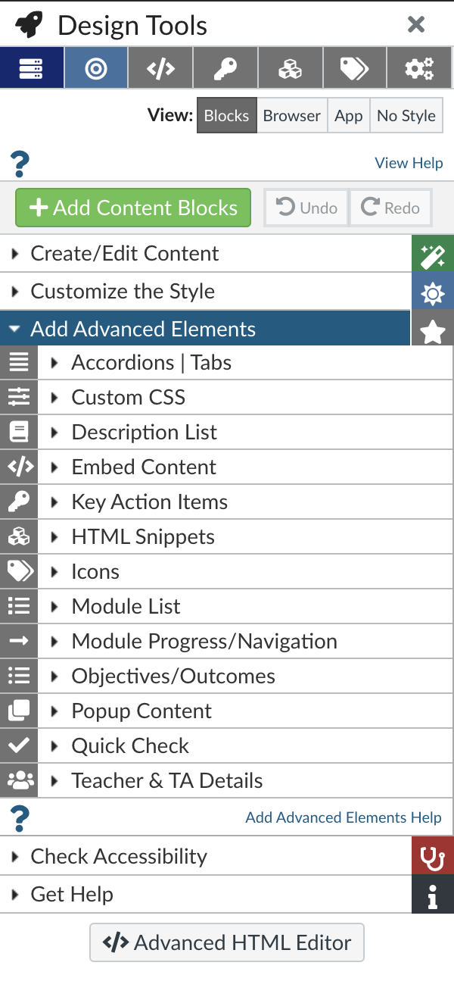 Design Tools
View: Blocks Browser App No Style
View Help
Add Content Blocks Undo Redo
Create/Edit Content
Customize the Style
Add Advanced Elements
Accordions | Tabs
Custom CSS
Description List
Embed Content
Key Action Items
HTML Snippets
Icons
Module List
Module Progress/Navigation
Objectives/Outcomes
Popup Content
Quick Check
Teacher & TA Details
Add Advanced Elements Help
Check Accessibility
Get Help
Advanced HTML Editor